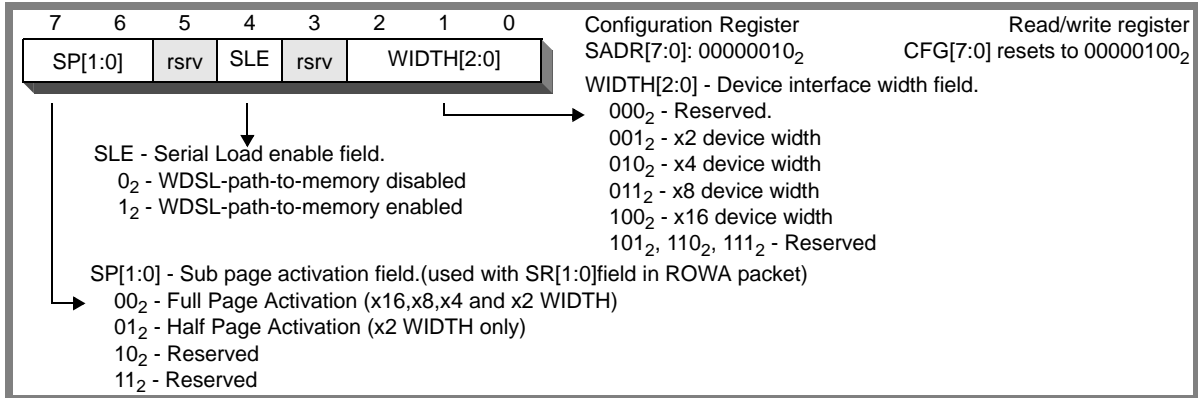 7 6 5 4 3 2 1 0
SP[1:0] rsrv SLE rsrv WIDTH[2:0]
Configuration Register Read/write register
SADR[7:0]: 00000010₂ CFG[7:0] resets to 00000100₂
WIDTH[2:0] - Device interface width field.
000₂ - Reserved.
001₂ - x2 device width
010₂ - x4 device width
011₂ - x8 device width
100₂ - x16 device width
101₂, 110₂, 111₂ - Reserved
SLE - Serial Load enable field.
0₂ - WDSL-path-to-memory disabled
1₂ - WDSL-path-to-memory enabled
SP[1:0] - Sub page activation field.(used with SR[1:0]field in ROWA packet)
00₂ - Full Page Activation (x16,x8,x4 and x2 WIDTH)
01₂ - Half Page Activation (x2 WIDTH only)
10₂ - Reserved
11₂ - Reserved